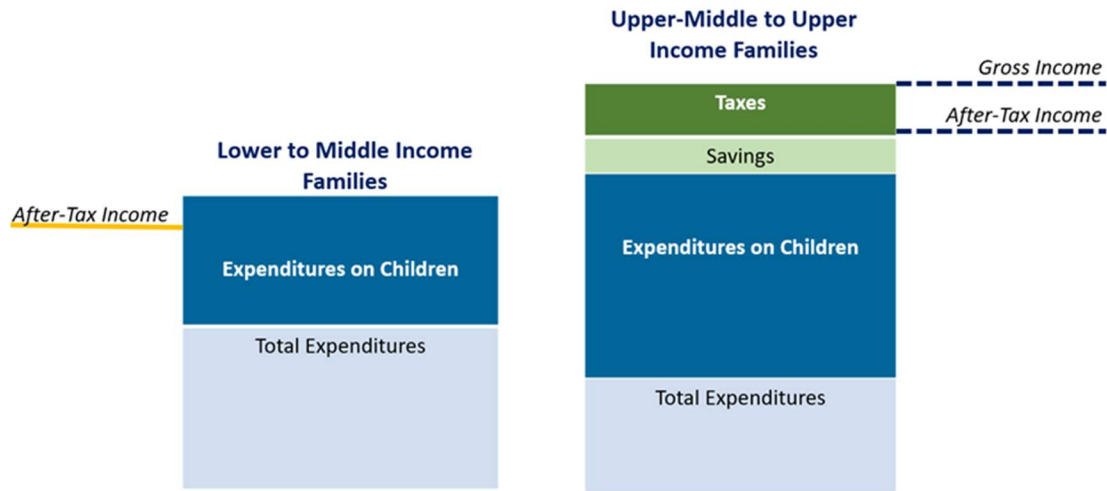 Lower to Middle Income
Families
After-Tax Income
Expenditures on Children
Total Expenditures
Upper-Middle to Upper
Income Families
Gross Income
Taxes
After-Tax Income
Savings
Expenditures on Children
Total Expenditures